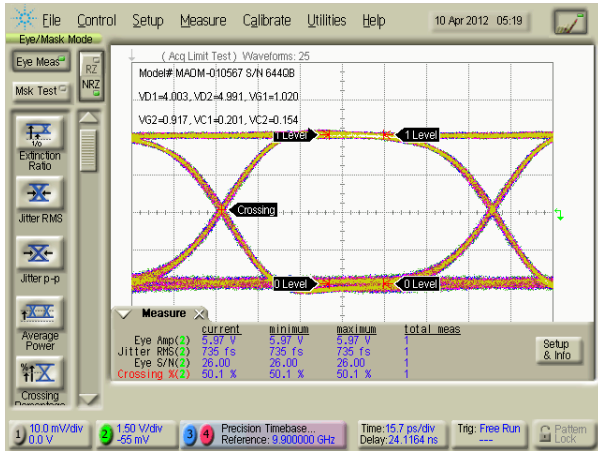 File Control Setup Measure Calibrate Utilities Help 10 Apr 2012 05:19
Eye/Mask Mode
Eye Meas
RZ
NRZ
Msk Test
( Acq Limit Test ) Waveforms: 25
Model# MAOM-010567 S/N 6440B
VD1=4.003, VD2=4.991, VG1=1.020
VG2=0.917, VC1=0.201, VC2=0.154
1 Level
1 Level
1/0
Extinction
Ratio
Jitter RMS
Crossing
Jitter p-p
0 Level
0 Level
Average
Power
Measure
current minimum maximum total meas
Eye Amp(2) 5.97 V 5.97 V 5.97 V 1
Jitter RMS(2) 735 fs 735 fs 735 fs 1
Eye S/N(2) 26.00 26.00 26.00 1
Crossing %(2) 50.1 % 50.1 % 50.1 % 1
Setup
& Info
%
Crossing
1 10.0 mV/div
0.0 V
2 1.50 V/div
-55 mV
3 4 Precision Timebase...
Reference: 9.900000 GHz
Time:15.7 ps/div
Delay:24.1164 ns
Trig: Free Run
---
Pattern
Lock